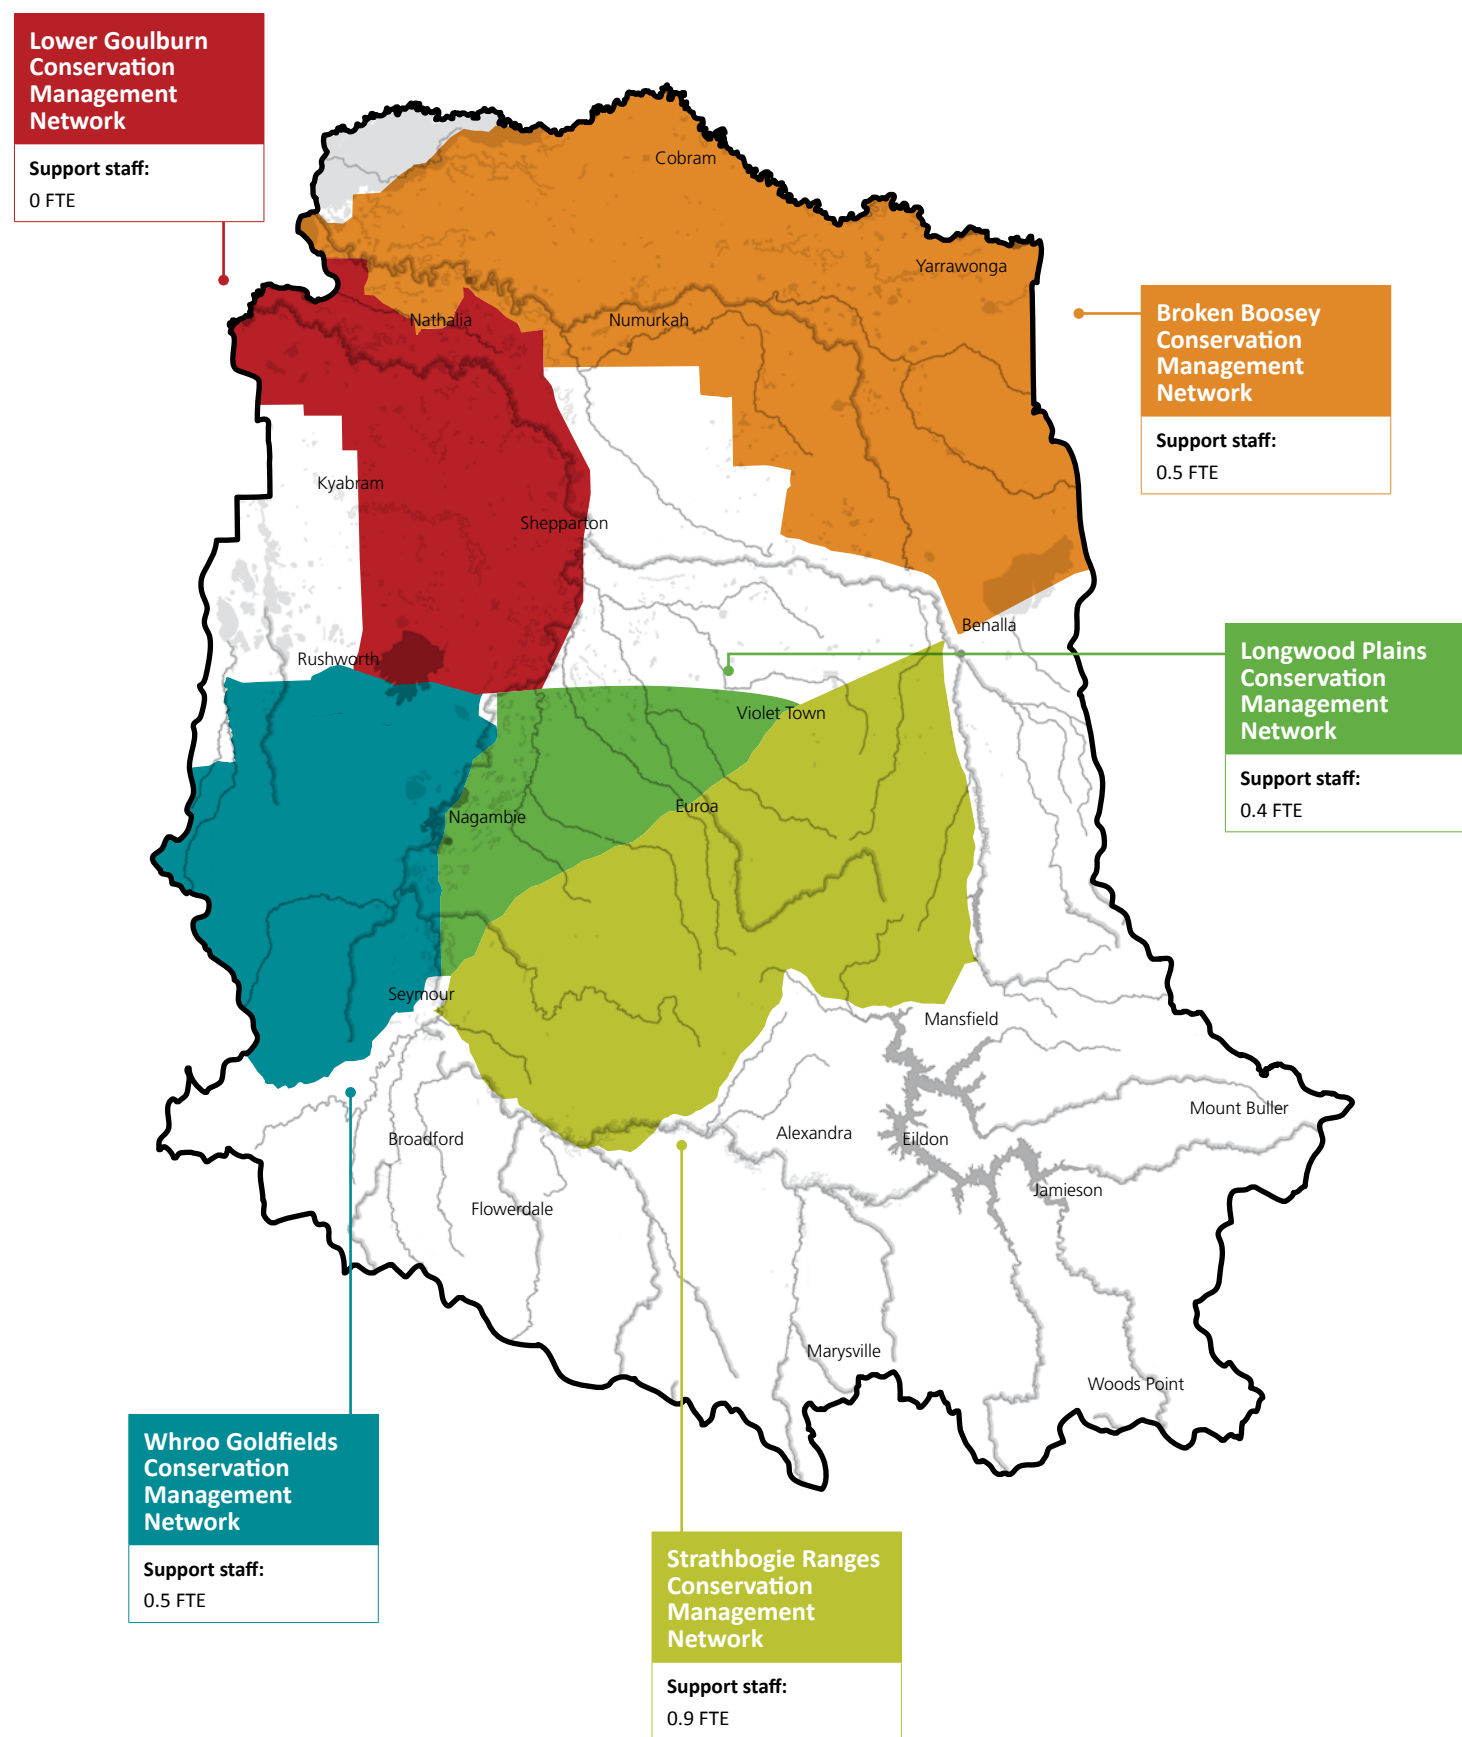 Lower Goulburn
Conservation
Management
Network
Support staff:
0 FTE
Cobram
Yarrawonga
Nathalia
Numurkah
Broken Boosey
Conservation
Management
Network
Support staff:
0.5 FTE
Kyabram
Shepparton
Benalla
Rushworth
Longwood Plains
Conservation
Management
Network
Support staff:
0.4 FTE
Violet Town
Euroa
Nagambie
Seymour
Mansfield
Mount Buller
Broadford
Alexandra
Eildon
Jamieson
Flowerdale
Marysville
Woods Point
Whroo Goldfields
Conservation
Management
Network
Support staff:
0.5 FTE
Strathbogie Ranges
Conservation
Management
Network
Support staff:
0.9 FTE